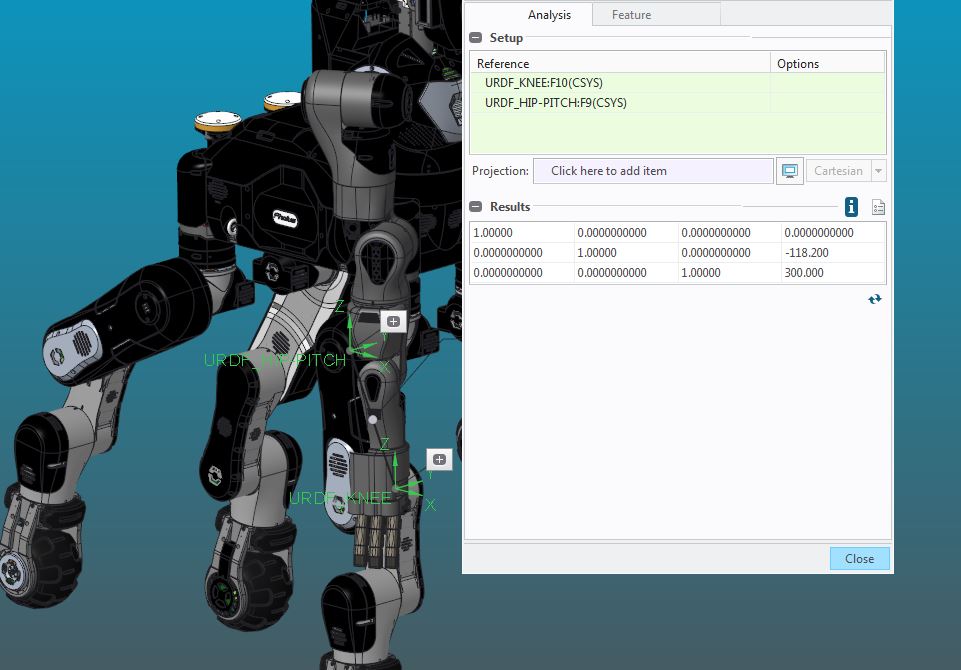 Analysis Feature
Setup
Reference Options
URDF_KNEE:F10(CSYS)
URDF_HIP-PITCH:F9(CSYS)
Projection: Click here to add item Cartesian
Results
1.00000 0.0000000000 0.0000000000 0.0000000000
0.0000000000 1.00000 0.0000000000 -118.200
0.0000000000 0.0000000000 1.00000 300.000
Close
Pholus
Z
Y
URDF_HIP-PITCH
X
Z
Y
URDF_KNEE
X